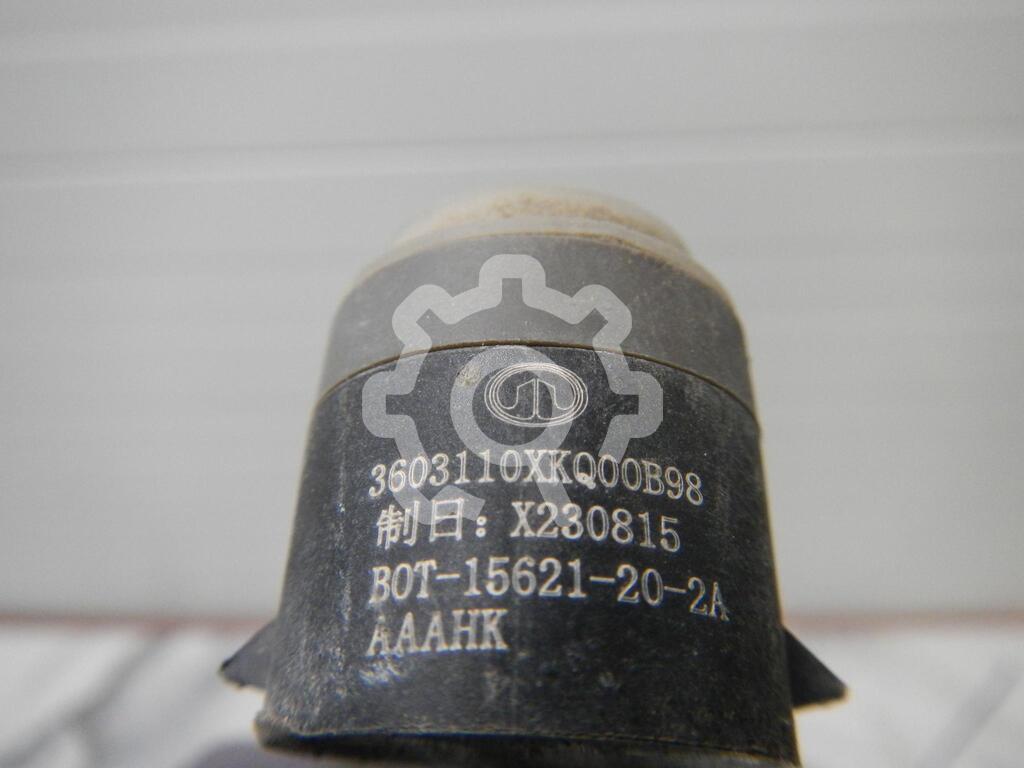 3603110XKQ00B98
制日: X230815
BOT-15621-20-2A
AAAHK